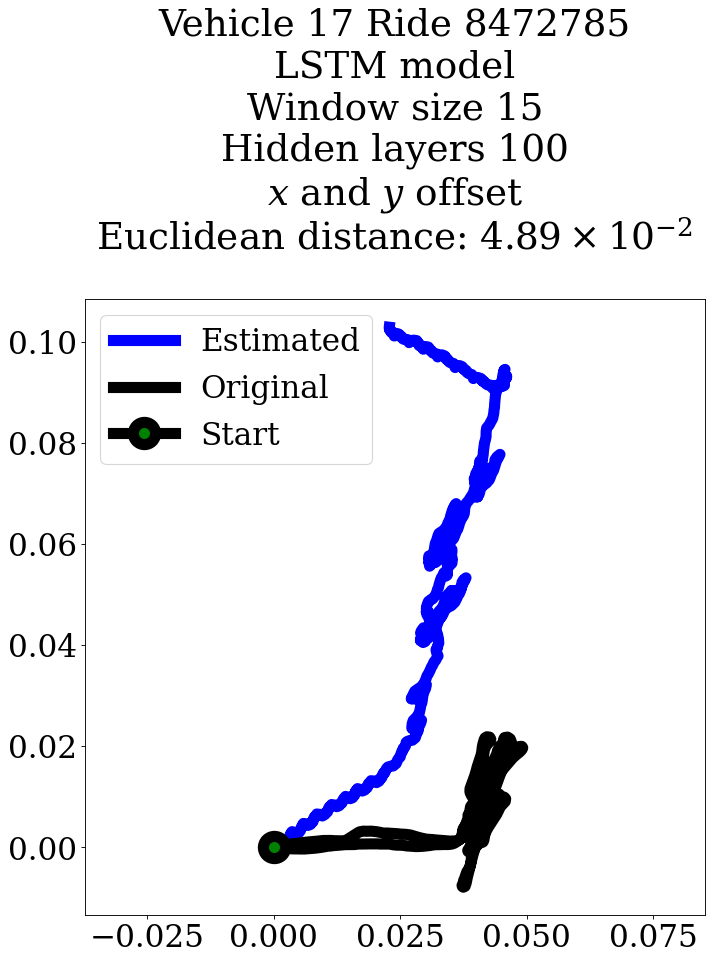 Vehicle 17 Ride 8472785
LSTM model
Window size 15
Hidden layers 100
x and y offset
Euclidean distance: 4.89 × 10⁻²
Estimated
Original
Start
0.10
0.08
0.06
0.04
0.02
0.00
−0.025 0.000 0.025 0.050 0.075